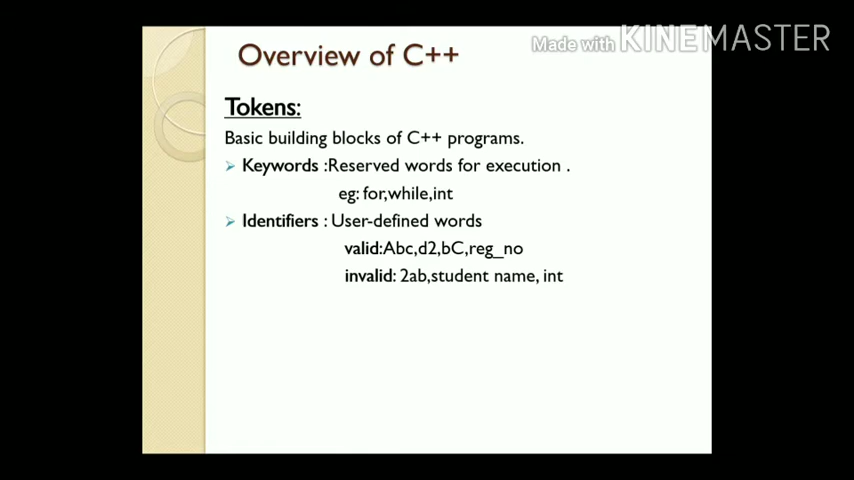 Overview of C++
Made with KINEMASTER
Tokens:
Basic building blocks of C++ programs.
Keywords :Reserved words for execution .
eg: for,while,int
Identifiers : User-defined words
valid:Abc,d2,bC,reg_no
invalid: 2ab,student name, int